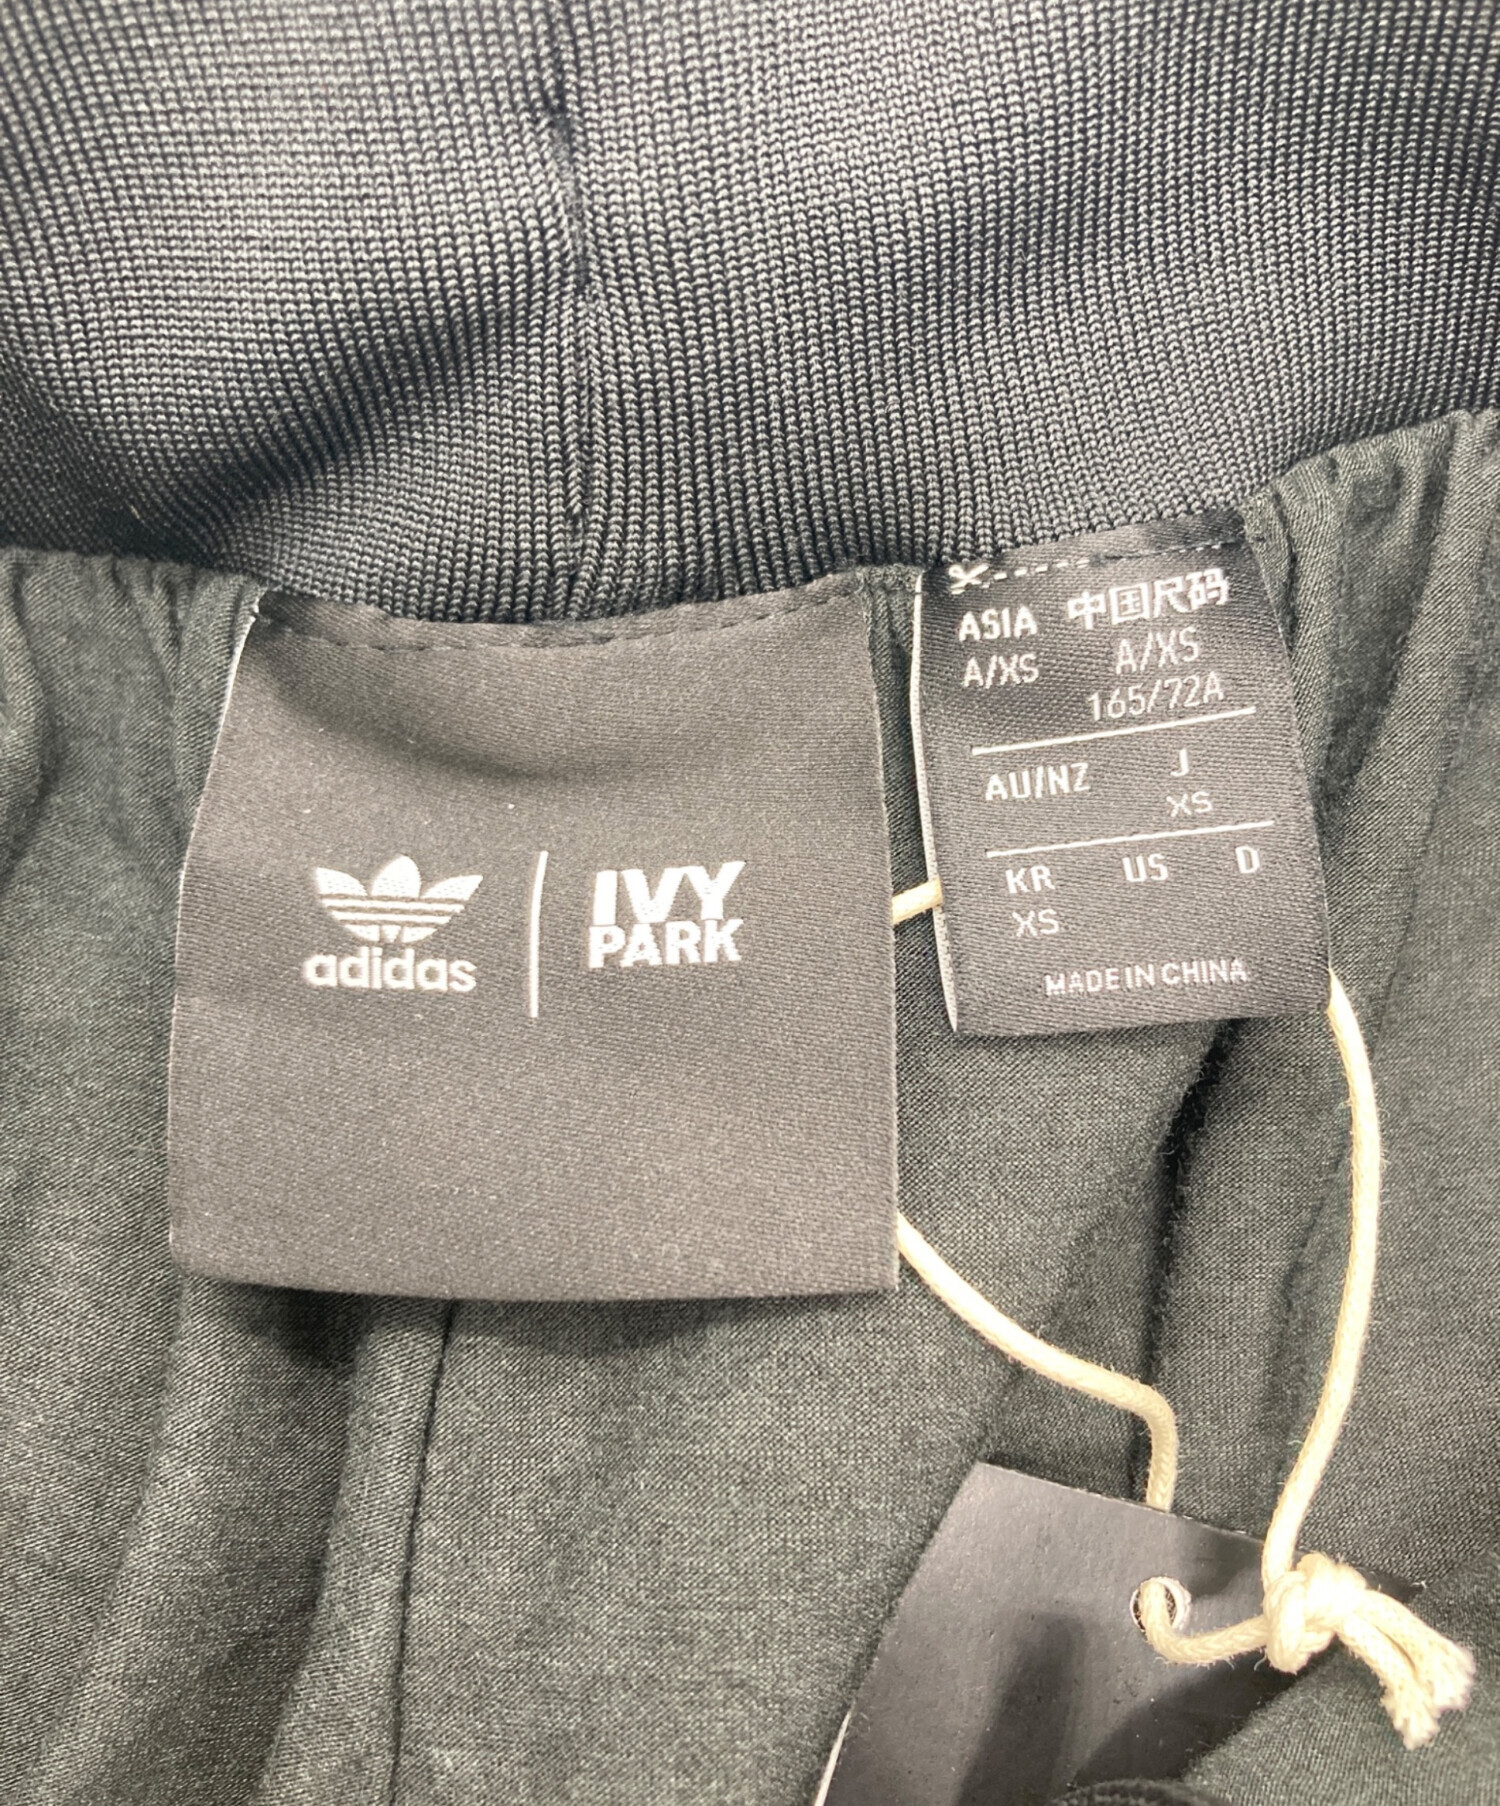 adidas
IVY
PARK
ASIA 中国尺码
A/XS A/XS
165/72A
AU/NZ J
XS
KR US D
XS
MADE IN CHINA